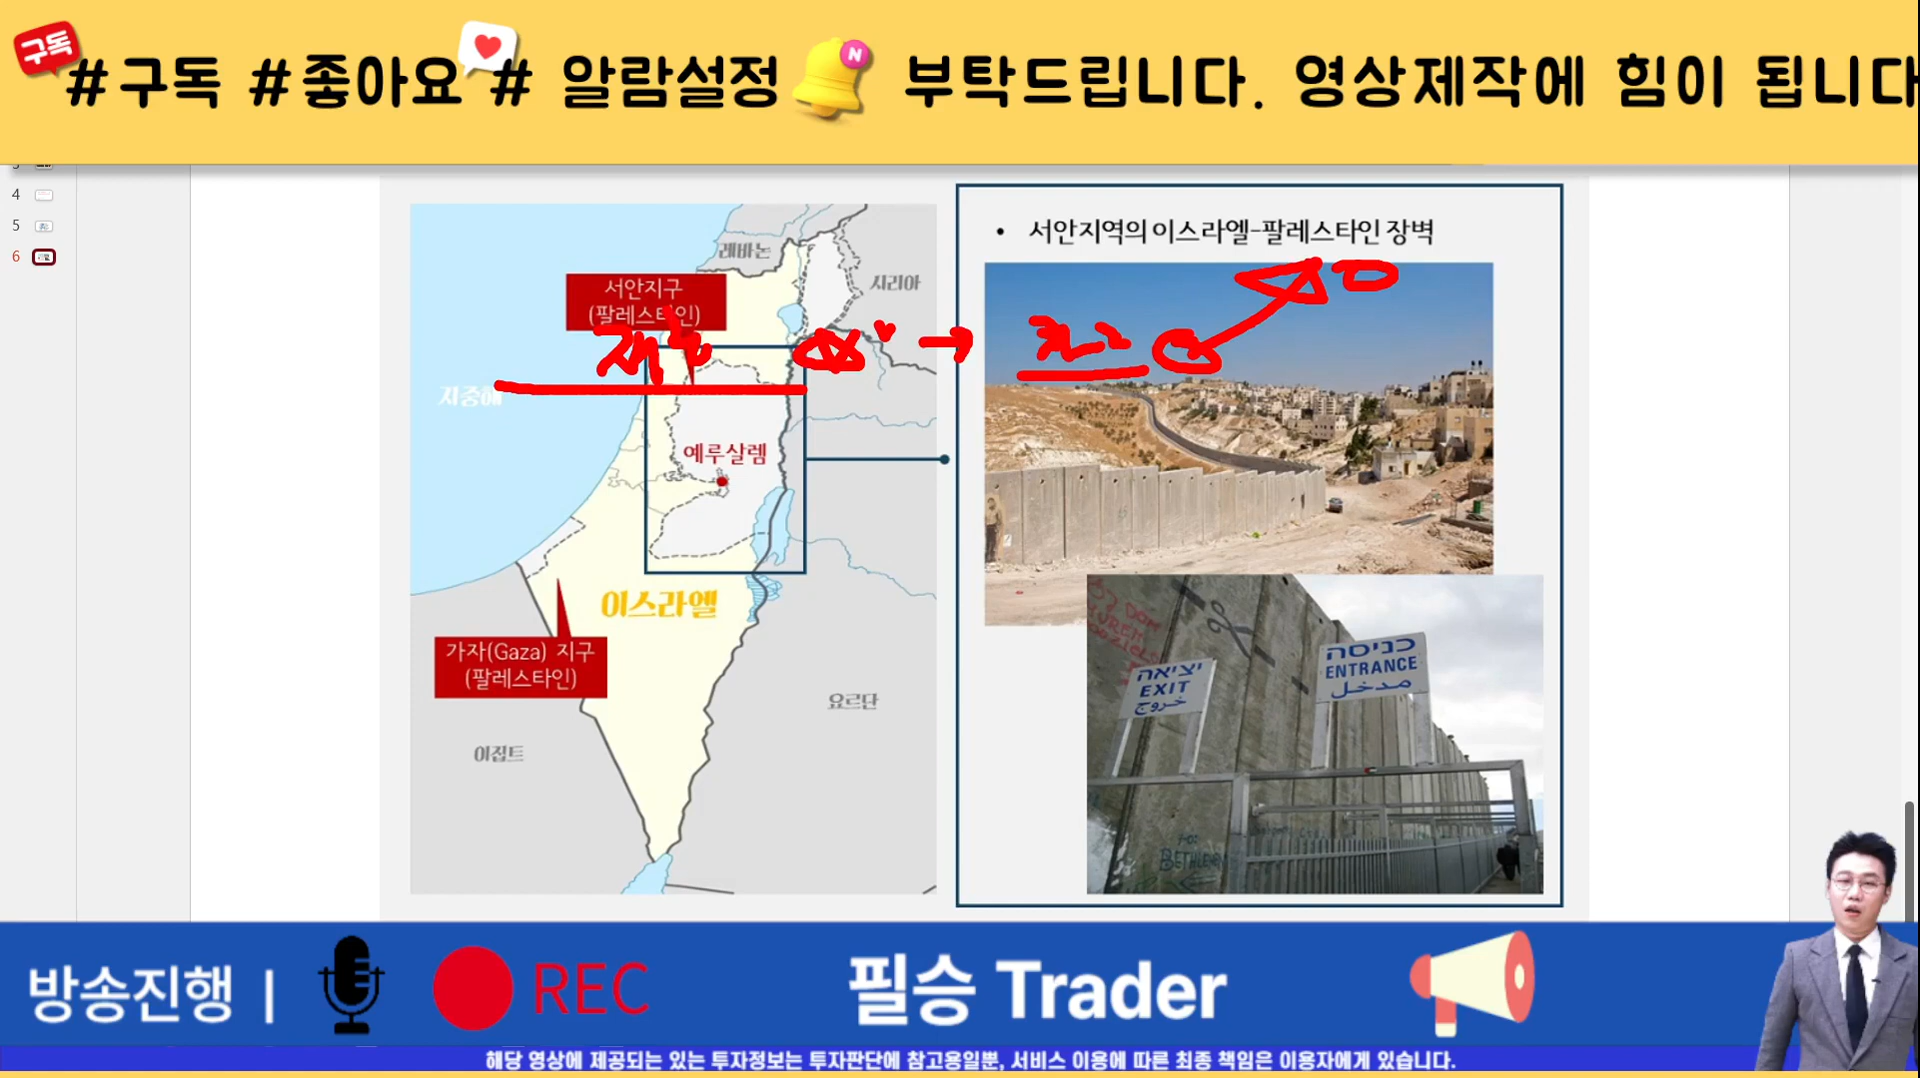 구독
#구독 #좋아요 # 알람설정 N 부탁드립니다. 영상제작에 힘이 됩니다
4
5
6
레바논
시리아
서안지구
(팔레스타인)
지중해
예루살렘
이스라엘
가자(Gaza) 지구
(팔레스타인)
요르단
이집트
• 서안지역의 이스라엘-팔레스타인 장벽
יציאה
EXIT
خروج
כניסה
ENTRANCE
مدخل
방송진행 | REC 필승 Trader
해당 영상에 제공되는 있는 투자정보는 투자판단에 참고용일뿐, 서비스 이용에 따른 최종 책임은 이용자에게 있습니다.